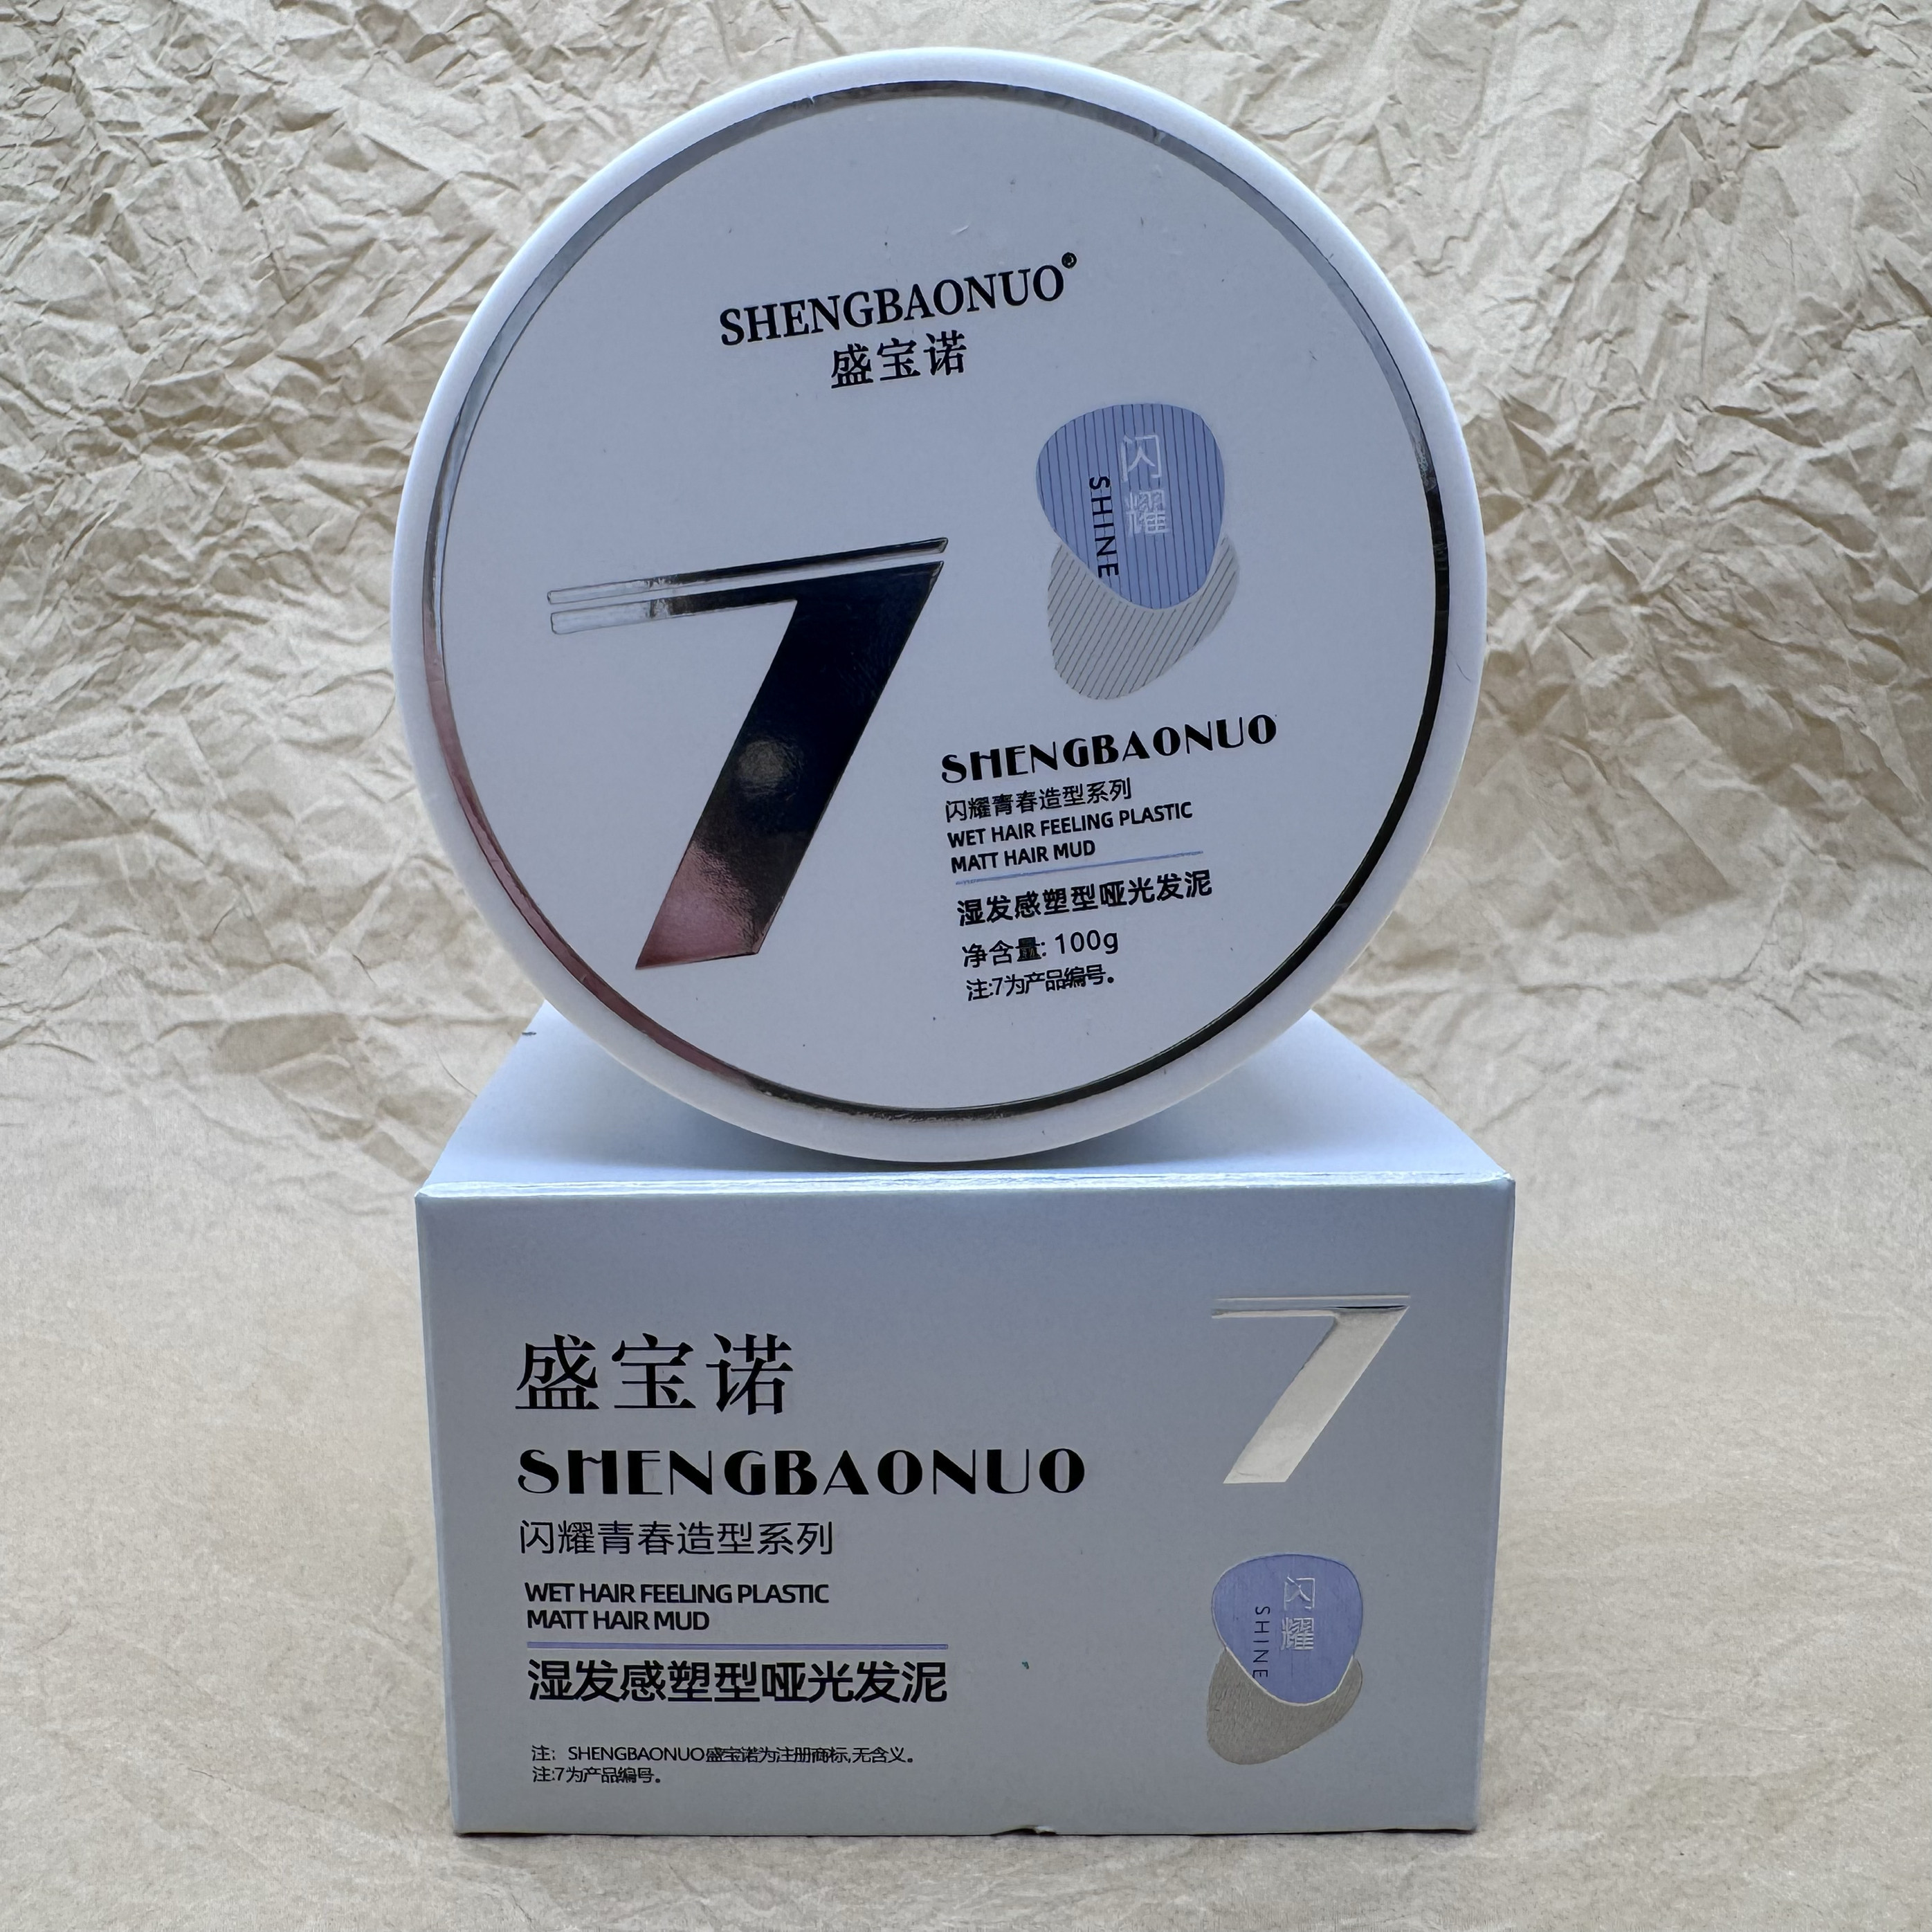 SHENGBAONUO®
盛宝诺
闪耀
SHINE
7
SHENGBAONUO
闪耀青春造型系列
WET HAIR FEELING PLASTIC
MATT HAIR MUD
湿发感塑型哑光发泥
净含量: 100g
注:7为产品编号。
7
盛宝诺
SHENGBAONUO
闪耀青春造型系列
WET HAIR FEELING PLASTIC
MATT HAIR MUD
湿发感塑型哑光发泥
闪耀
SHINE
注：SHENGBAONUO盛宝诺为注册商标,无含义。
注:7为产品编号。